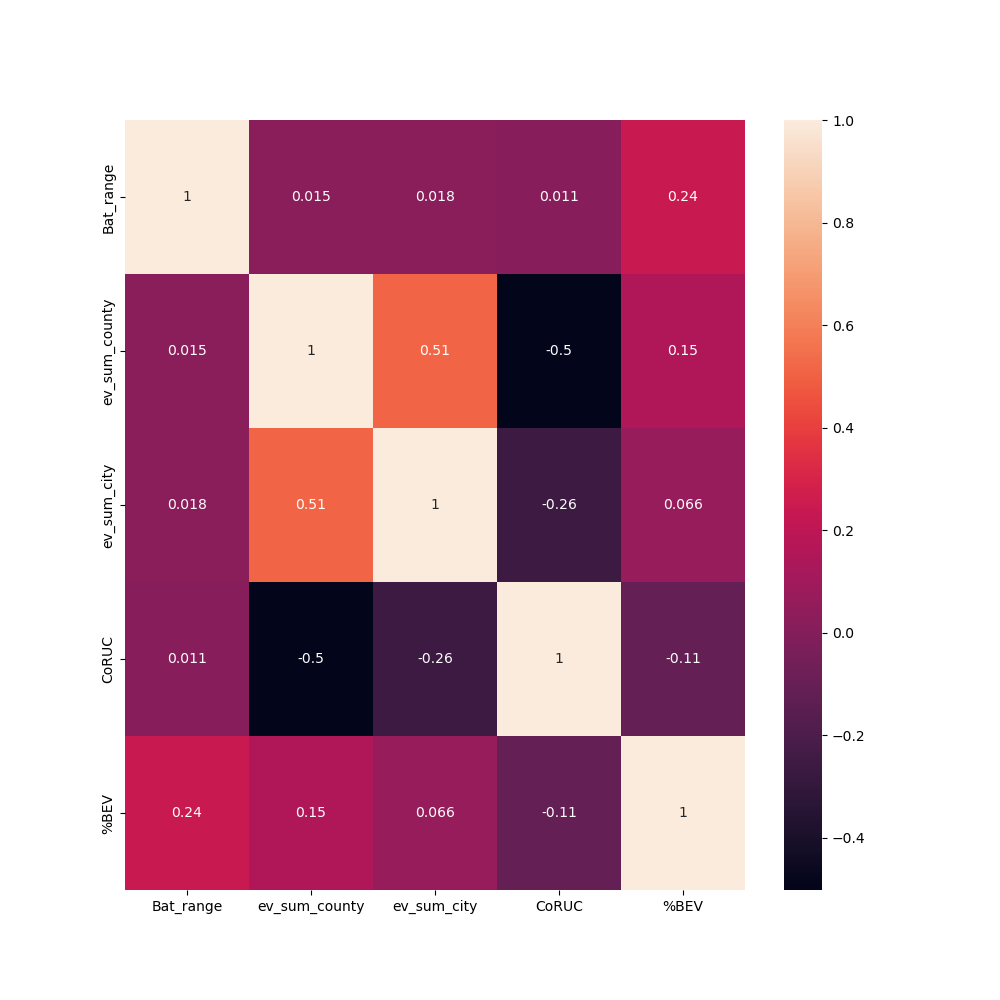 1.0
Bat_range 1 0.015 0.018 0.011 0.24
0.8
ev_sum_county 0.015 1 0.51 -0.5 0.15
0.6
0.4
ev_sum_city 0.018 0.51 1 -0.26 0.066
0.2
0.0
CoRUC 0.011 -0.5 -0.26 1 -0.11
−0.2
%BEV 0.24 0.15 0.066 -0.11 1
−0.4
Bat_range ev_sum_county ev_sum_city CoRUC %BEV